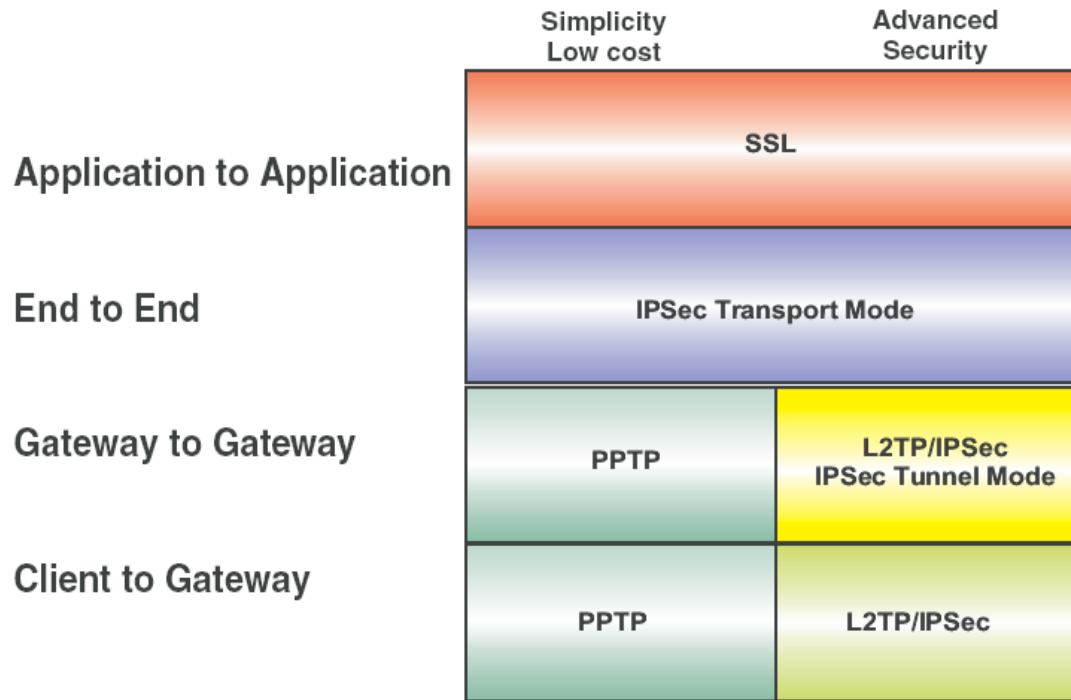 Simplicity
Low cost
Advanced
Security
Application to Application
SSL
End to End
IPSec Transport Mode
Gateway to Gateway
PPTP
L2TP/IPSec
IPSec Tunnel Mode
Client to Gateway
PPTP
L2TP/IPSec